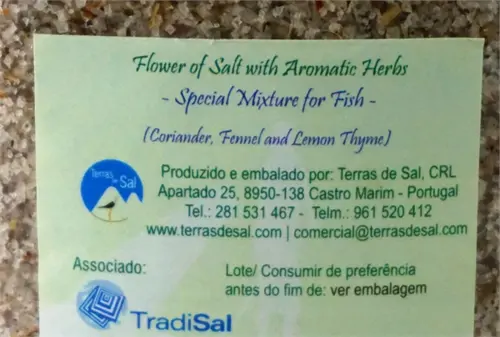 Flower of Salt with Aromatic Herbs
- Special Mixture for Fish -
(Coriander, Fennel and Lemon Thyme)
Terras de Sal
Produzido e embalado por: Terras de Sal, CRL
Apartado 25, 8950-138 Castro Marim - Portugal
Tel.: 281 531 467 - Telm.: 961 520 412
www.terrasdesal.com | comercial@terrasdesal.com
Associado:
Lote/ Consumir de preferência
antes do fim de: ver embalagem
TradiSal